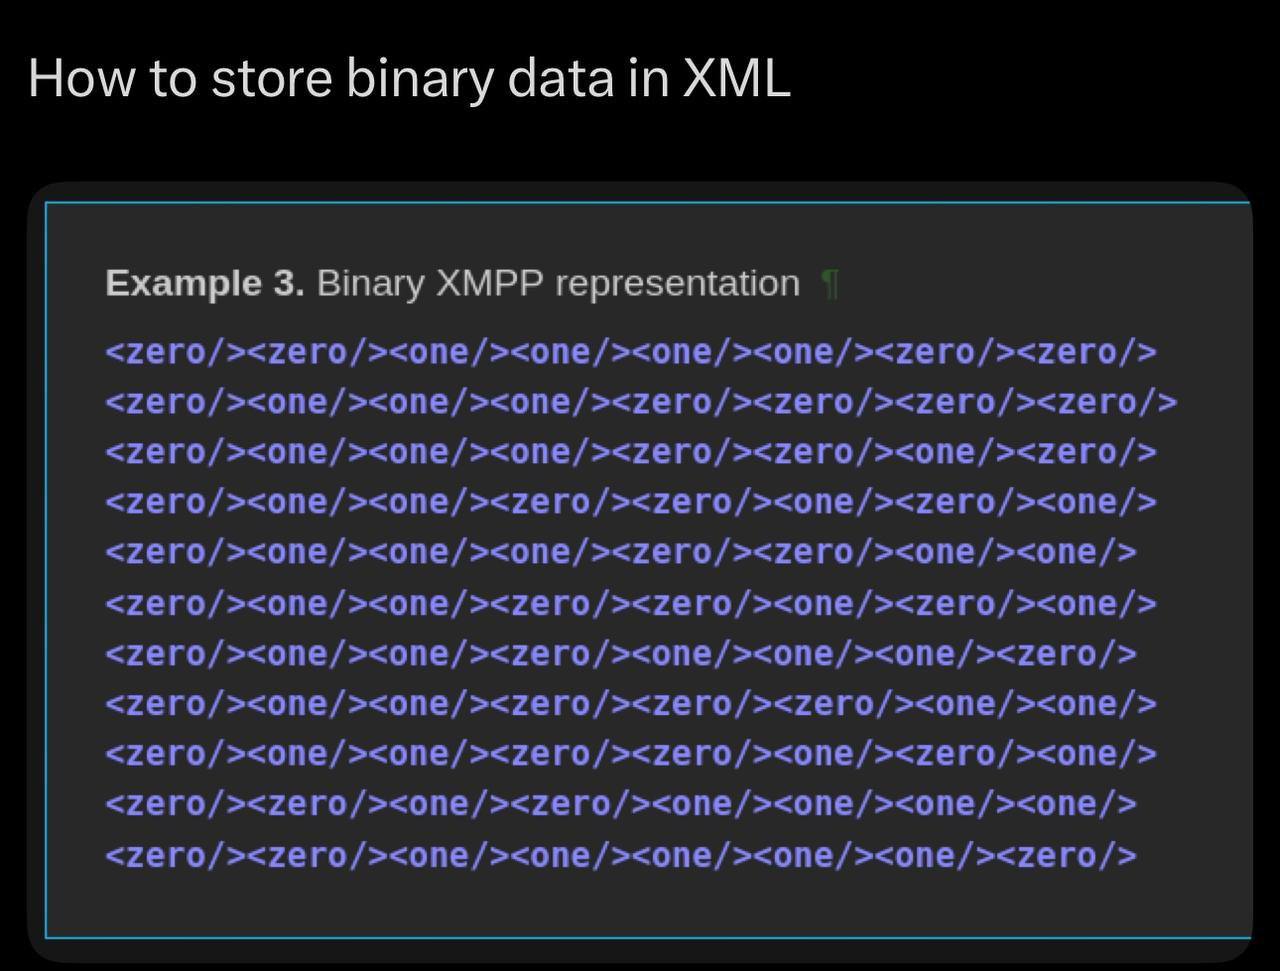 How to store binary data in XML
Example 3. Binary XMPP representation ¶
<zero/><zero/><one/><one/><one/><one/><zero/><zero/>
<zero/><one/><one/><one/><zero/><zero/><zero/><zero/>
<zero/><one/><one/><one/><zero/><zero/><one/><zero/>
<zero/><one/><one/><zero/><zero/><one/><zero/><one/>
<zero/><one/><one/><one/><zero/><zero/><one/><one/>
<zero/><one/><one/><zero/><zero/><one/><zero/><one/>
<zero/><one/><one/><zero/><one/><one/><one/><zero/>
<zero/><one/><one/><zero/><zero/><zero/><one/><one/>
<zero/><one/><one/><zero/><zero/><one/><zero/><one/>
<zero/><zero/><one/><zero/><one/><one/><one/><one/>
<zero/><zero/><one/><one/><one/><one/><one/><zero/>